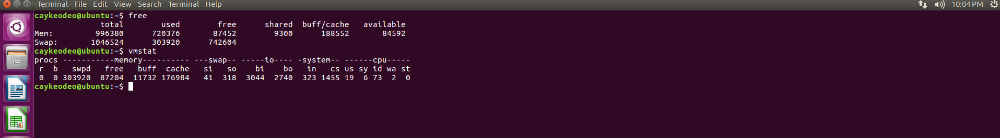 Terminal File Edit View Search Terminal Help 10:04 PM
caykeodeo@ubuntu:~$ free
              total        used        free      shared  buff/cache   available
Mem:         996380      720376       87452        9300      188552       84592
Swap:       1046524      303920      742604
caykeodeo@ubuntu:~$ vmstat
procs -----------memory---------- ---swap-- -----io---- -system-- ------cpu-----
 r  b   swpd   free   buff  cache   si   so    bi    bo   in   cs us sy id wa st
 0  0 303920  87204  11732 176984   41  318  3044  2740  323 1455 19  6 73  2  0
caykeodeo@ubuntu:~$